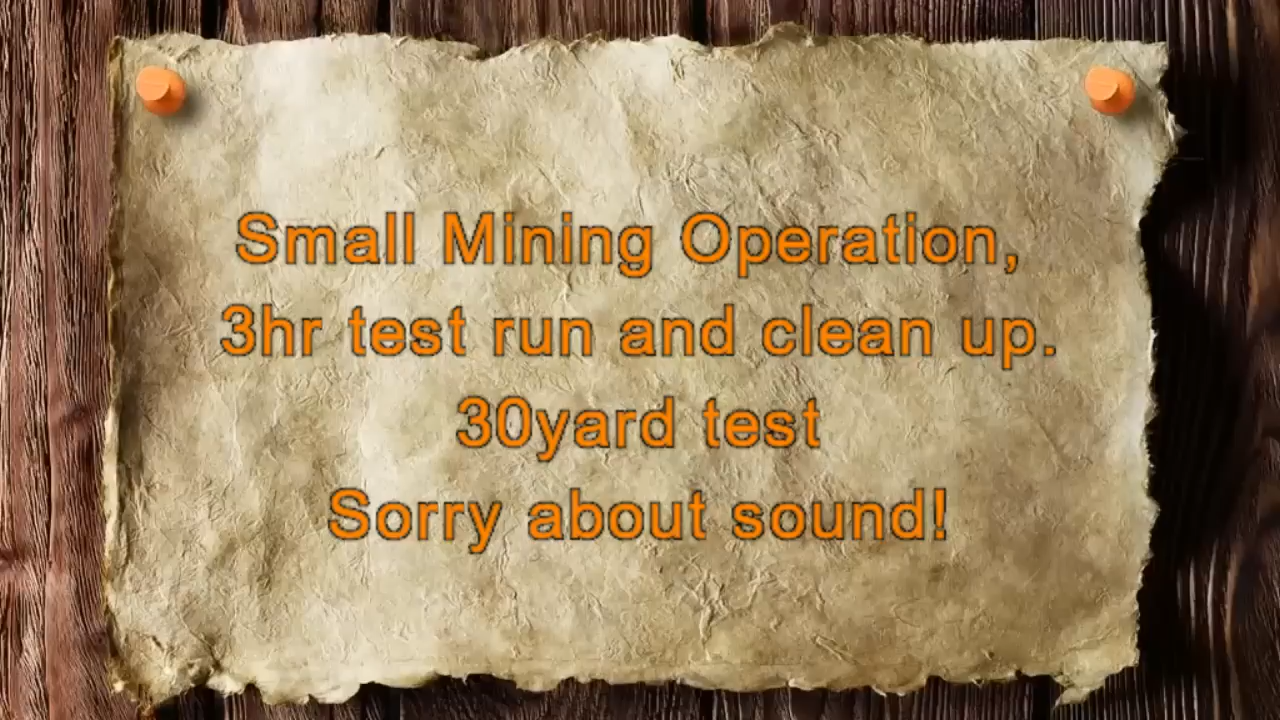 Small Mining Operation,
3hr test run and clean up.
30yard test
Sorry about sound!